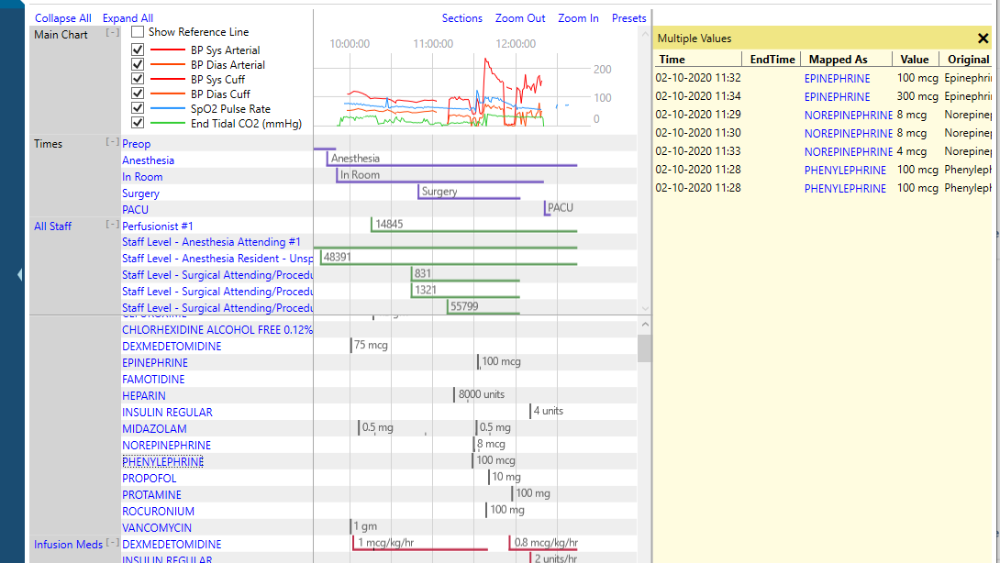 Collapse All Expand All Sections Zoom Out Zoom In Presets
Main Chart [-] Show Reference Line
10:00:00 11:00:00 12:00:00
BP Sys Arterial
BP Dias Arterial
BP Sys Cuff
BP Dias Cuff
SpO2 Pulse Rate
End Tidal CO2 (mmHg)
200
100
0
Times [-] Preop
Anesthesia Anesthesia
In Room In Room
Surgery Surgery
PACU PACU
All Staff [-] Perfusionist #1 14845
Staff Level - Anesthesia Attending #1
Staff Level - Anesthesia Resident - Unsp 48391
Staff Level - Surgical Attending/Procedu 831
Staff Level - Surgical Attending/Procedu 1321
Staff Level - Surgical Attending/Procedu 55799
CHLORHEXIDINE ALCOHOL FREE 0.12%
DEXMEDETOMIDINE 75 mcg
EPINEPHRINE 100 mcg
FAMOTIDINE
HEPARIN 8000 units
INSULIN REGULAR 4 units
MIDAZOLAM 0.5 mg 0.5 mg
NOREPINEPHRINE 8 mcg
PHENYLEPHRINE 100 mcg
PROPOFOL 10 mg
PROTAMINE 100 mg
ROCURONIUM 100 mg
VANCOMYCIN 1 gm
Infusion Meds [-] DEXMEDETOMIDINE 1 mcg/kg/hr 0.8 mcg/kg/hr
INSULIN REGULAR 2 units/hr
Multiple Values
Time EndTime Mapped As Value Original
02-10-2020 11:32 EPINEPHRINE 100 mcg Epinephri
02-10-2020 11:34 EPINEPHRINE 300 mcg Epinephri
02-10-2020 11:29 NOREPINEPHRINE 8 mcg Norepinep
02-10-2020 11:30 NOREPINEPHRINE 8 mcg Norepinep
02-10-2020 11:33 NOREPINEPHRINE 4 mcg Norepinep
02-10-2020 11:28 PHENYLEPHRINE 100 mcg Phenyleph
02-10-2020 11:28 PHENYLEPHRINE 100 mcg Phenyleph